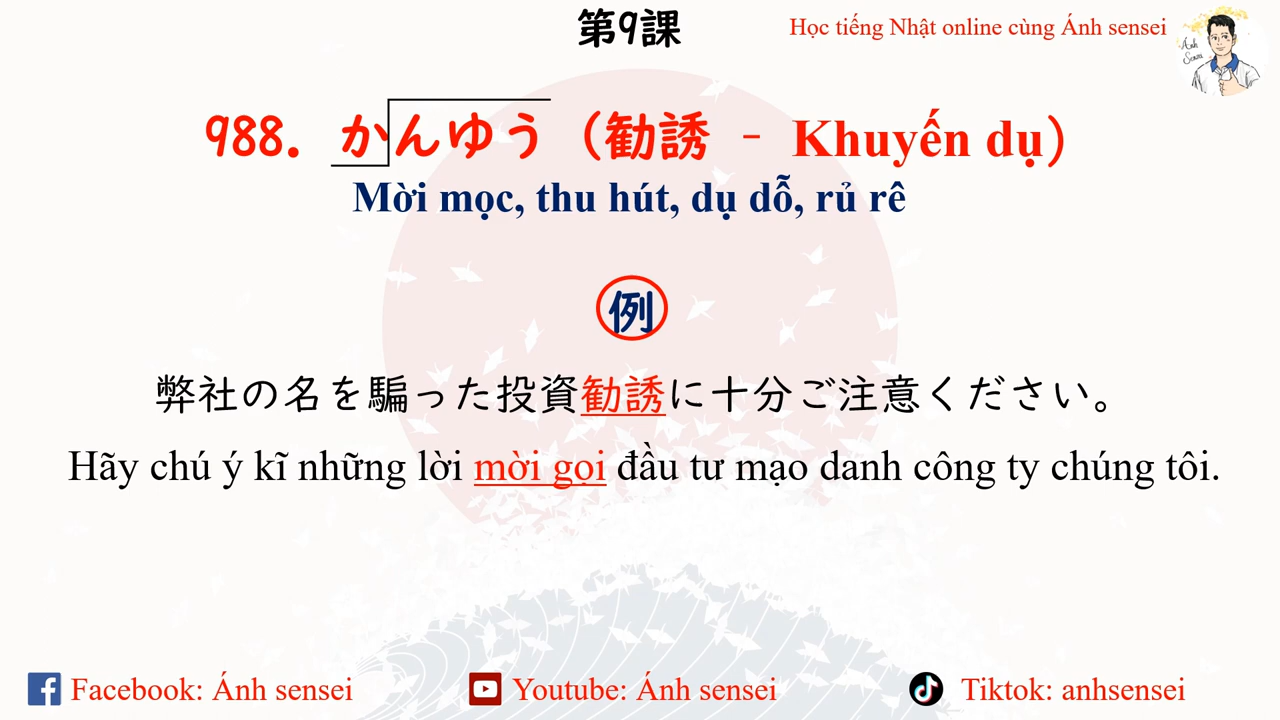 第9課
Học tiếng Nhật online cùng Ánh sensei
Ánh Sensei
988. かんゆう (勧誘 - Khuyến dụ)
Mời mọc, thu hút, dụ dỗ, rủ rê
例
弊社の名を騙った投資勧誘に十分ご注意ください。
Hãy chú ý kĩ những lời mời gọi đầu tư mạo danh công ty chúng tôi.
Facebook: Ánh sensei
Youtube: Ánh sensei
Tiktok: anhsensei